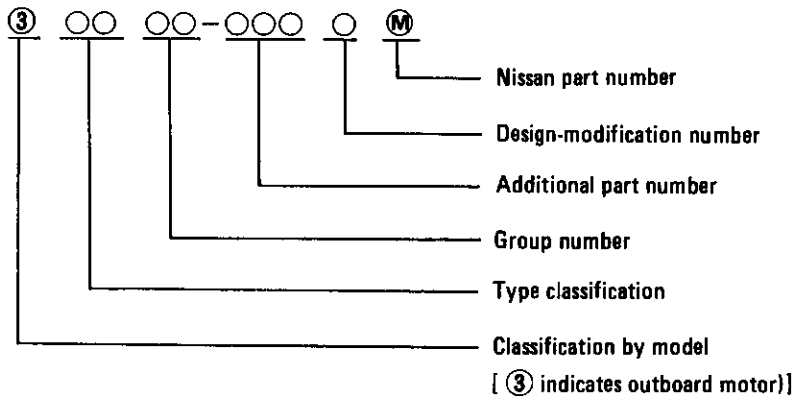 ③ ○○ ○○-○○○ ○ Ⓜ
Nissan part number
Design-modification number
Additional part number
Group number
Type classification
Classification by model
[ ③ indicates outboard motor)]